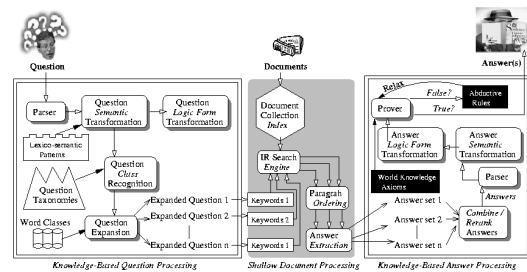 Question
Documents
Answer(s)
Parser
Question
Semantic
Transformation
Question
Logic Form
Transformation
Lexico-semantic
Patterns
Question
Class
Recognition
Question
Taxonomies
Word Classes
Question
Expansion
Expanded Question 1
Expanded Question 2
Expanded Question n
Knowledge-Based Question Processing
Document
Collection
Index
IR Search
Engine
Keywords 1
Keywords 2
Keywords 1
Paragraph
Ordering
Answer
Extraction
Shallow Document Processing
Relax
False?
True?
Prover
Abductive
Rules
Answer
Logic Form
Transformation
Answer
Semantic
Transformation
World Knowledge
Axioms
Parser
Answers
Answer set 1
Answer set 2
Answer set n
Combine /
Rerank
Answers
Knowledge-Based Answer Processing